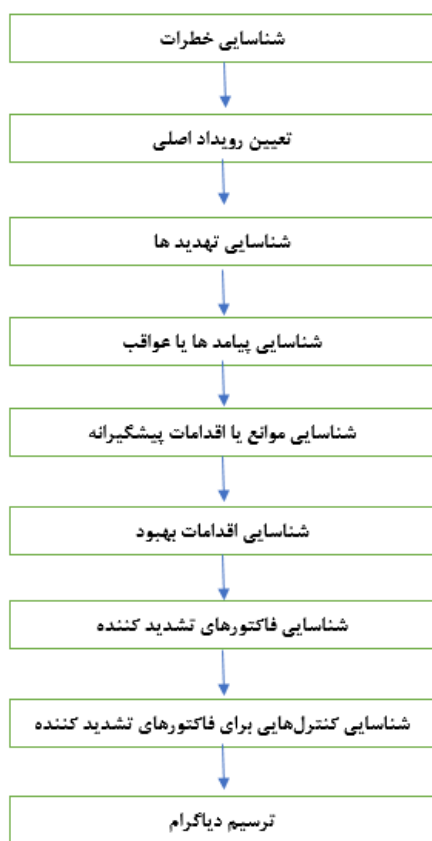 شناسایی خطرات
تعیین رویداد اصلی
شناسایی تهدید ها
شناسایی پیامد ها یا عواقب
شناسایی موانع یا اقدامات پیشگیرانه
شناسایی اقدامات بهبود
شناسایی فاکتورهای تشدید کننده
شناسایی کنترل‌هایی برای فاکتورهای تشدید کننده
ترسیم دیاگرام